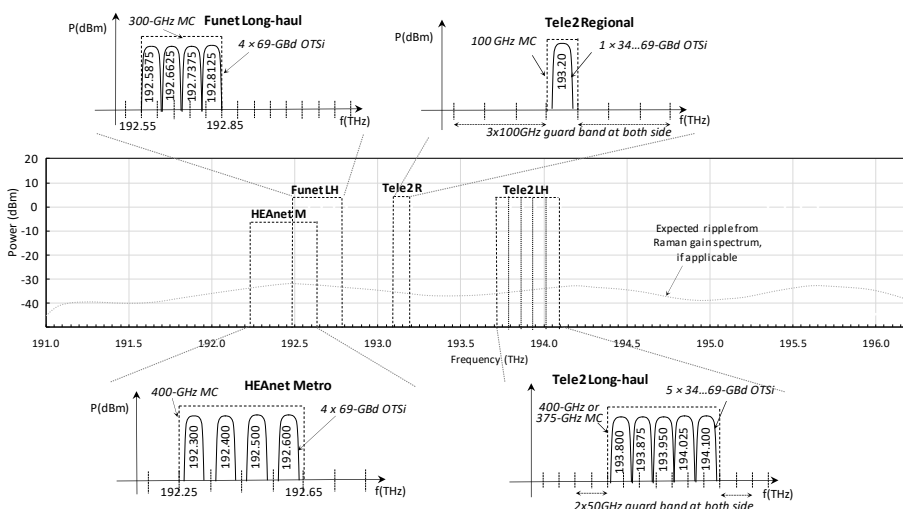 Funet Long-haul
P(dBm)
300-GHz MC
4 × 69-GBd OTSi
192.5875
192.6625
192.7375
192.8125
192.55
192.85
f(THz)
Tele2 Regional
P(dBm)
100 GHz MC
1 × 34...69-GBd OTSi
193.20
f(THz)
3x100GHz guard band at both side
20
10
0
-10
-20
-30
-40
Power (dBm)
HEAnet M
Funet LH
Tele2 R
Tele2 LH
Expected ripple from
Raman gain spectrum,
if applicable
191.0
191.5
192.0
192.5
193.0
193.5
194.0
194.5
195.0
195.5
196.0
Frequency (THz)
HEAnet Metro
P(dBm)
400-GHz MC
4 x 69-GBd OTSi
192.300
192.400
192.500
192.600
192.25
192.65
f(THz)
Tele2 Long-haul
P(dBm)
400-GHz or
375-GHz MC
5 × 34...69-GBd OTSi
193.800
193.875
193.950
194.025
194.100
f(THz)
2x50GHz guard band at both side